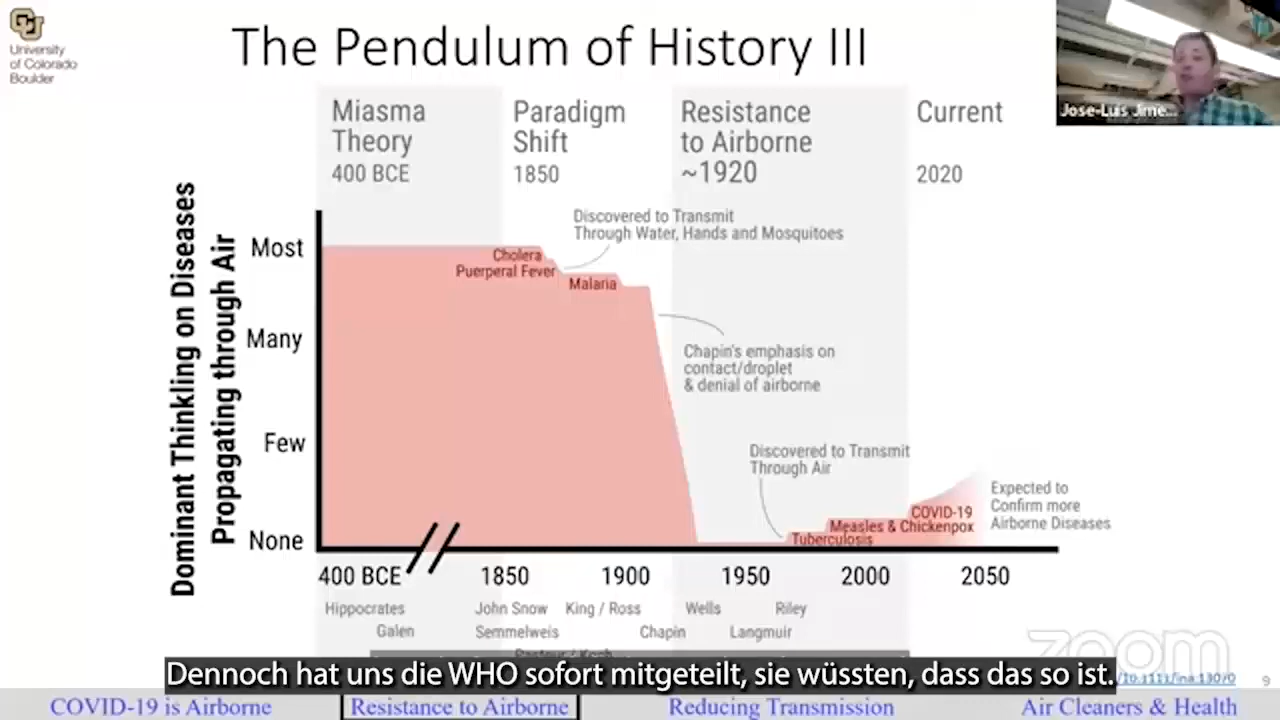 University
of Colorado
Boulder
The Pendulum of History III
Jose-Luis Jime...
Miasma
Theory
400 BCE
Paradigm
Shift
1850
Resistance
to Airborne
~1920
Current
2020
Dominant Thinkling on Diseases
Propagating through Air
Most
Many
Few
None
Discovered to Transmit
Through Water, Hands and Mosquitoes
Cholera
Puerperal Fever
Malaria
Chapin's emphasis on
contact/droplet
& denial of airborne
Discovered to Transmit
Through Air
Tuberculosis
Measles & Chickenpox
COVID-19
Expected to
Confirm more
Airborne Diseases
400 BCE 1850 1900 1950 2000 2050
Hippocrates John Snow King / Ross Wells Riley
Galen Semmelweis Chapin Langmuir
Pasteur / Koch
zoom
Dennoch hat uns die WHO sofort mitgeteilt, sie wüssten, dass das so ist.
9
COVID-19 is Airborne Resistance to Airborne Reducing Transmission Air Cleaners & Health